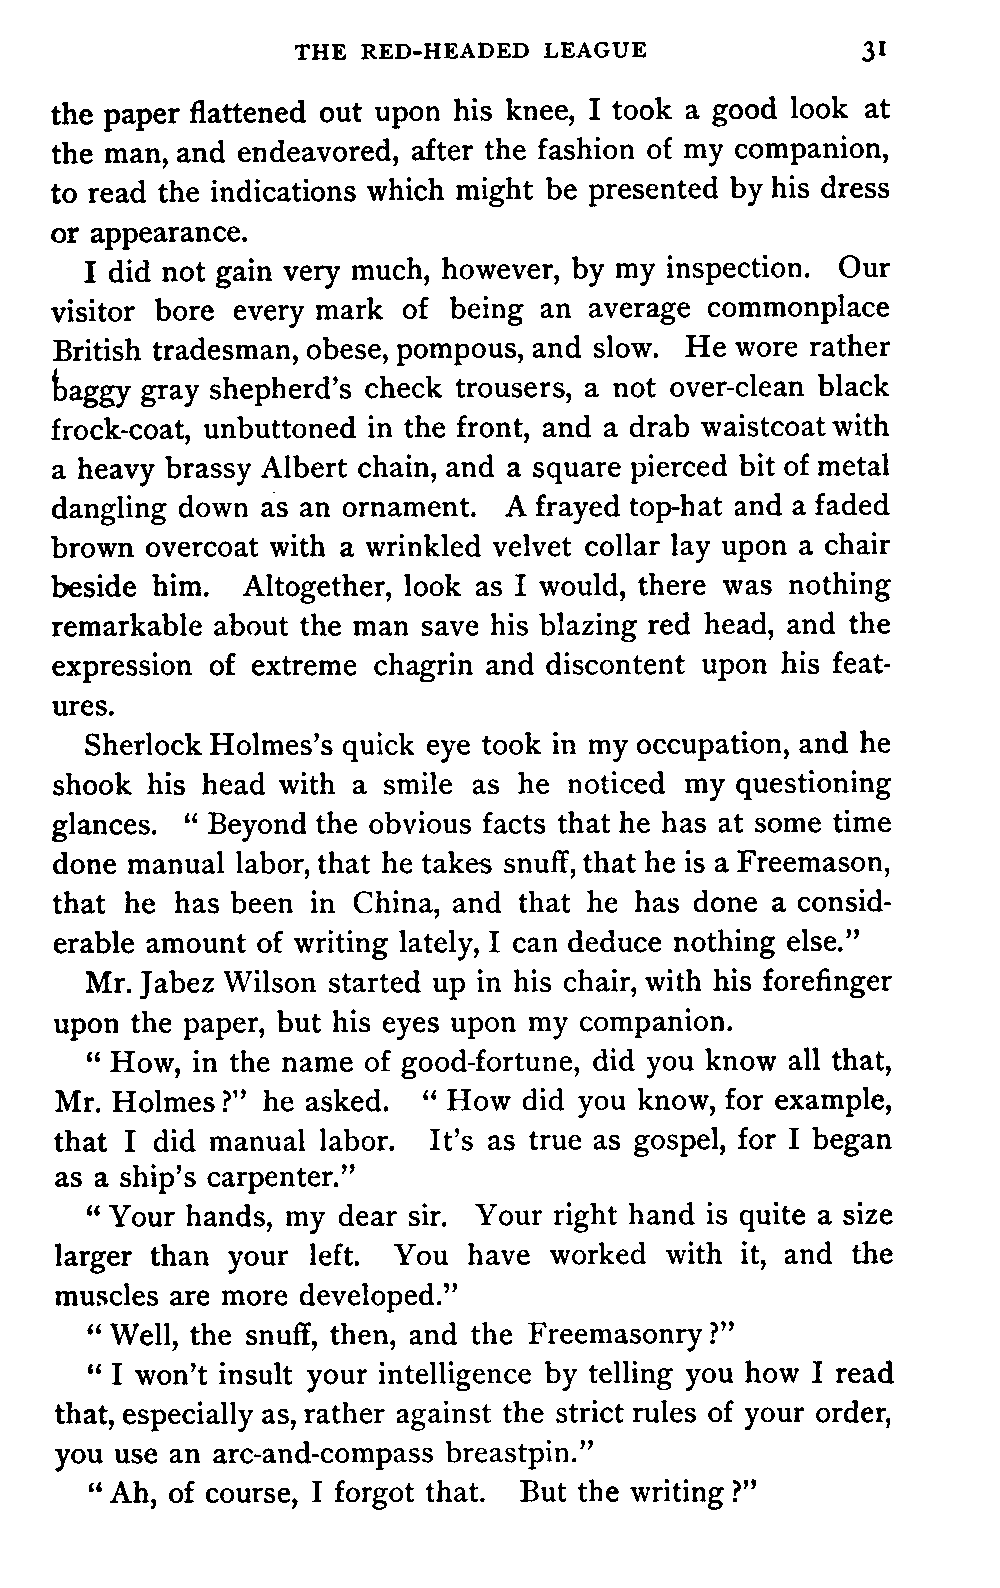 THE RED-HEADED LEAGUE 31
the paper flattened out upon his knee, I took a good look at
the man, and endeavored, after the fashion of my companion,
to read the indications which might be presented by his dress
or appearance.
I did not gain very much, however, by my inspection. Our
visitor bore every mark of being an average commonplace
British tradesman, obese, pompous, and slow. He wore rather
baggy gray shepherd's check trousers, a not over-clean black
frock-coat, unbuttoned in the front, and a drab waistcoat with
a heavy brassy Albert chain, and a square pierced bit of metal
dangling down as an ornament. A frayed top-hat and a faded
brown overcoat with a wrinkled velvet collar lay upon a chair
beside him. Altogether, look as I would, there was nothing
remarkable about the man save his blazing red head, and the
expression of extreme chagrin and discontent upon his feat-
ures.
Sherlock Holmes's quick eye took in my occupation, and he
shook his head with a smile as he noticed my questioning
glances. “ Beyond the obvious facts that he has at some time
done manual labor, that he takes snuff, that he is a Freemason,
that he has been in China, and that he has done a consid-
erable amount of writing lately, I can deduce nothing else.”
Mr. Jabez Wilson started up in his chair, with his forefinger
upon the paper, but his eyes upon my companion.
“ How, in the name of good-fortune, did you know all that,
Mr. Holmes ?” he asked. “ How did you know, for example,
that I did manual labor. It's as true as gospel, for I began
as a ship's carpenter.”
“ Your hands, my dear sir. Your right hand is quite a size
larger than your left. You have worked with it, and the
muscles are more developed.”
“ Well, the snuff, then, and the Freemasonry ?”
“ I won't insult your intelligence by telling you how I read
that, especially as, rather against the strict rules of your order,
you use an arc-and-compass breastpin.”
“ Ah, of course, I forgot that. But the writing ?”